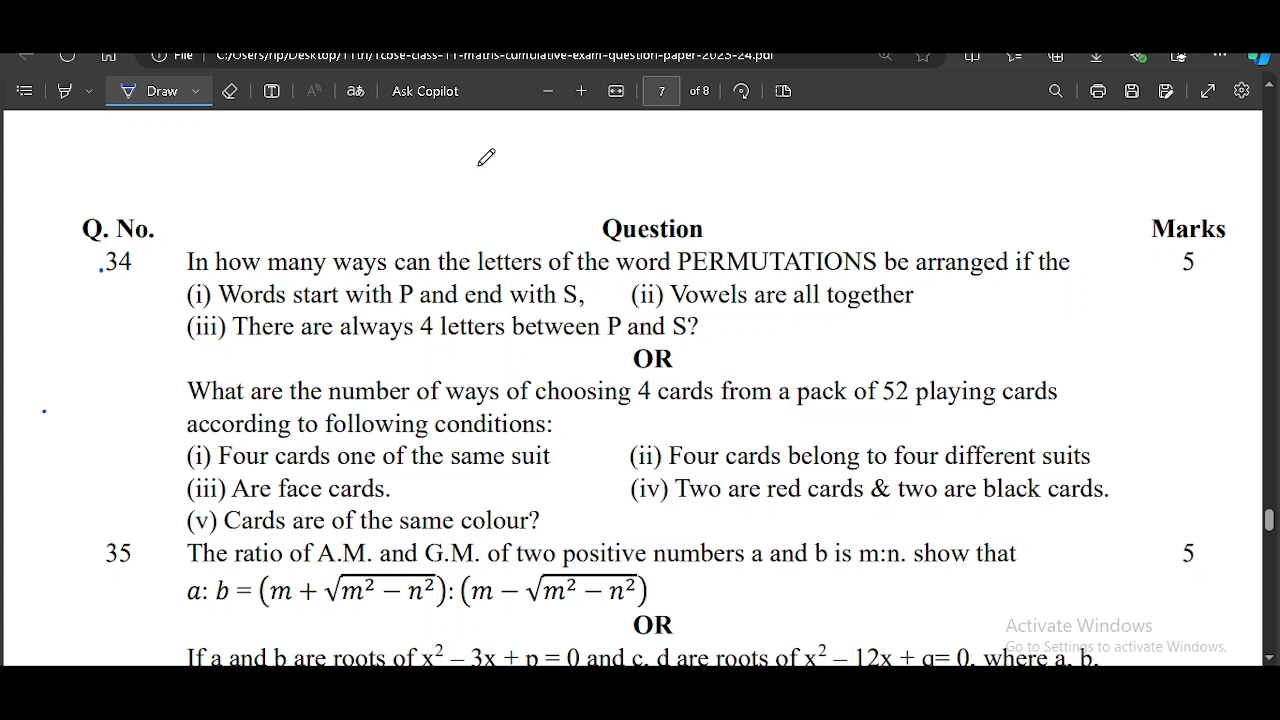 File C:/Users/hp/Desktop/11th/1cbse-class-11-maths-cumulative-exam-question-paper-2023-24.pdf
Draw aあ Ask Copilot 7 of 8
Q. No. Question Marks
34 In how many ways can the letters of the word PERMUTATIONS be arranged if the 5
(i) Words start with P and end with S, (ii) Vowels are all together
(iii) There are always 4 letters between P and S?
OR
What are the number of ways of choosing 4 cards from a pack of 52 playing cards
according to following conditions:
(i) Four cards one of the same suit (ii) Four cards belong to four different suits
(iii) Are face cards. (iv) Two are red cards & two are black cards.
(v) Cards are of the same colour?
35 The ratio of A.M. and G.M. of two positive numbers a and b is m:n. show that 5
a: b = (m + √m² − n²): (m − √m² − n²)
OR
Activate Windows
Go to Settings to activate Windows.
If a and b are roots of x² – 3x + p = 0 and c, d are roots of x² – 12x + q= 0, where a, b,